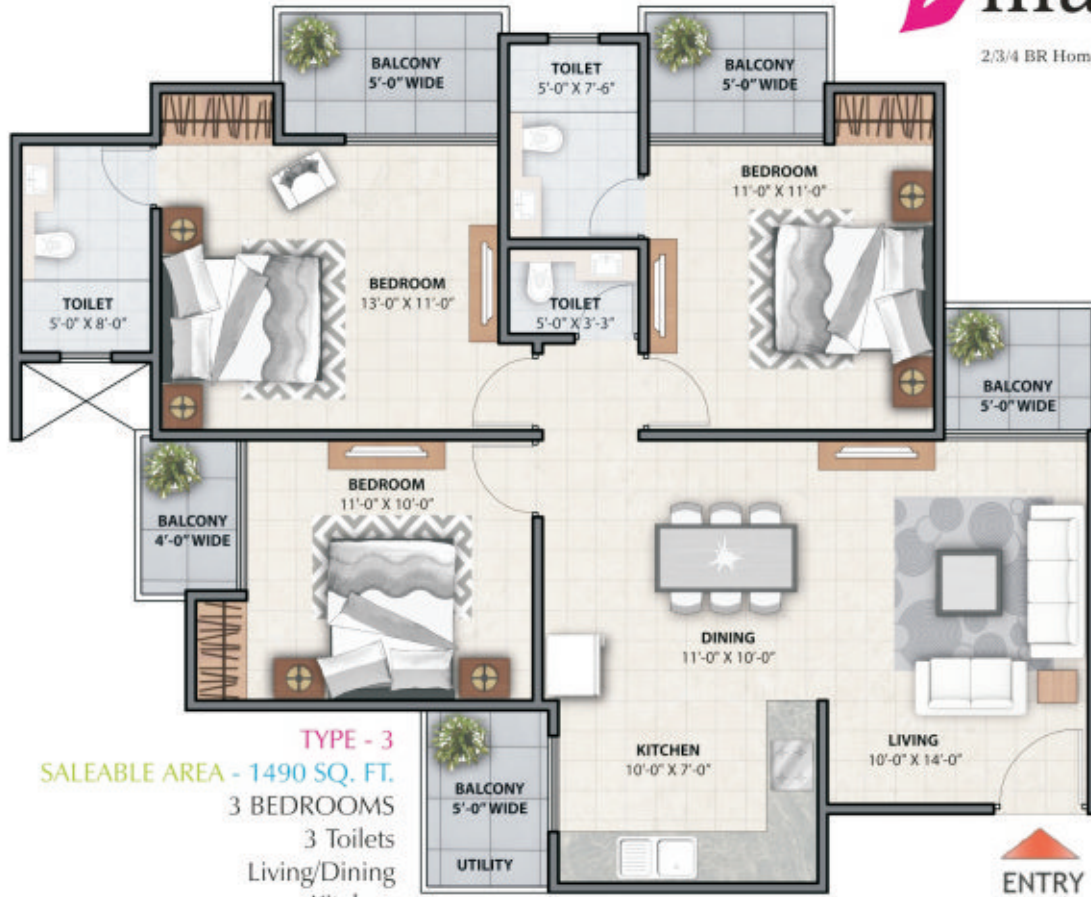 2/3/4 BR Hom
BALCONY
5'-0" WIDE
TOILET
5'-0" X 7'-6"
BALCONY
5'-0" WIDE
BEDROOM
11'-0" X 11'-0"
BEDROOM
13'-0" X 11'-0"
TOILET
5'-0" X 8'-0"
TOILET
5'-0" X 3'-3"
BALCONY
5'-0" WIDE
BEDROOM
11'-0" X 10'-0"
BALCONY
4'-0" WIDE
DINING
11'-0" X 10'-0"
KITCHEN
10'-0" X 7'-0"
LIVING
10'-0" X 14'-0"
BALCONY
5'-0" WIDE
UTILITY
TYPE - 3
SALEABLE AREA - 1490 SQ. FT.
3 BEDROOMS
3 Toilets
Living/Dining
ENTRY